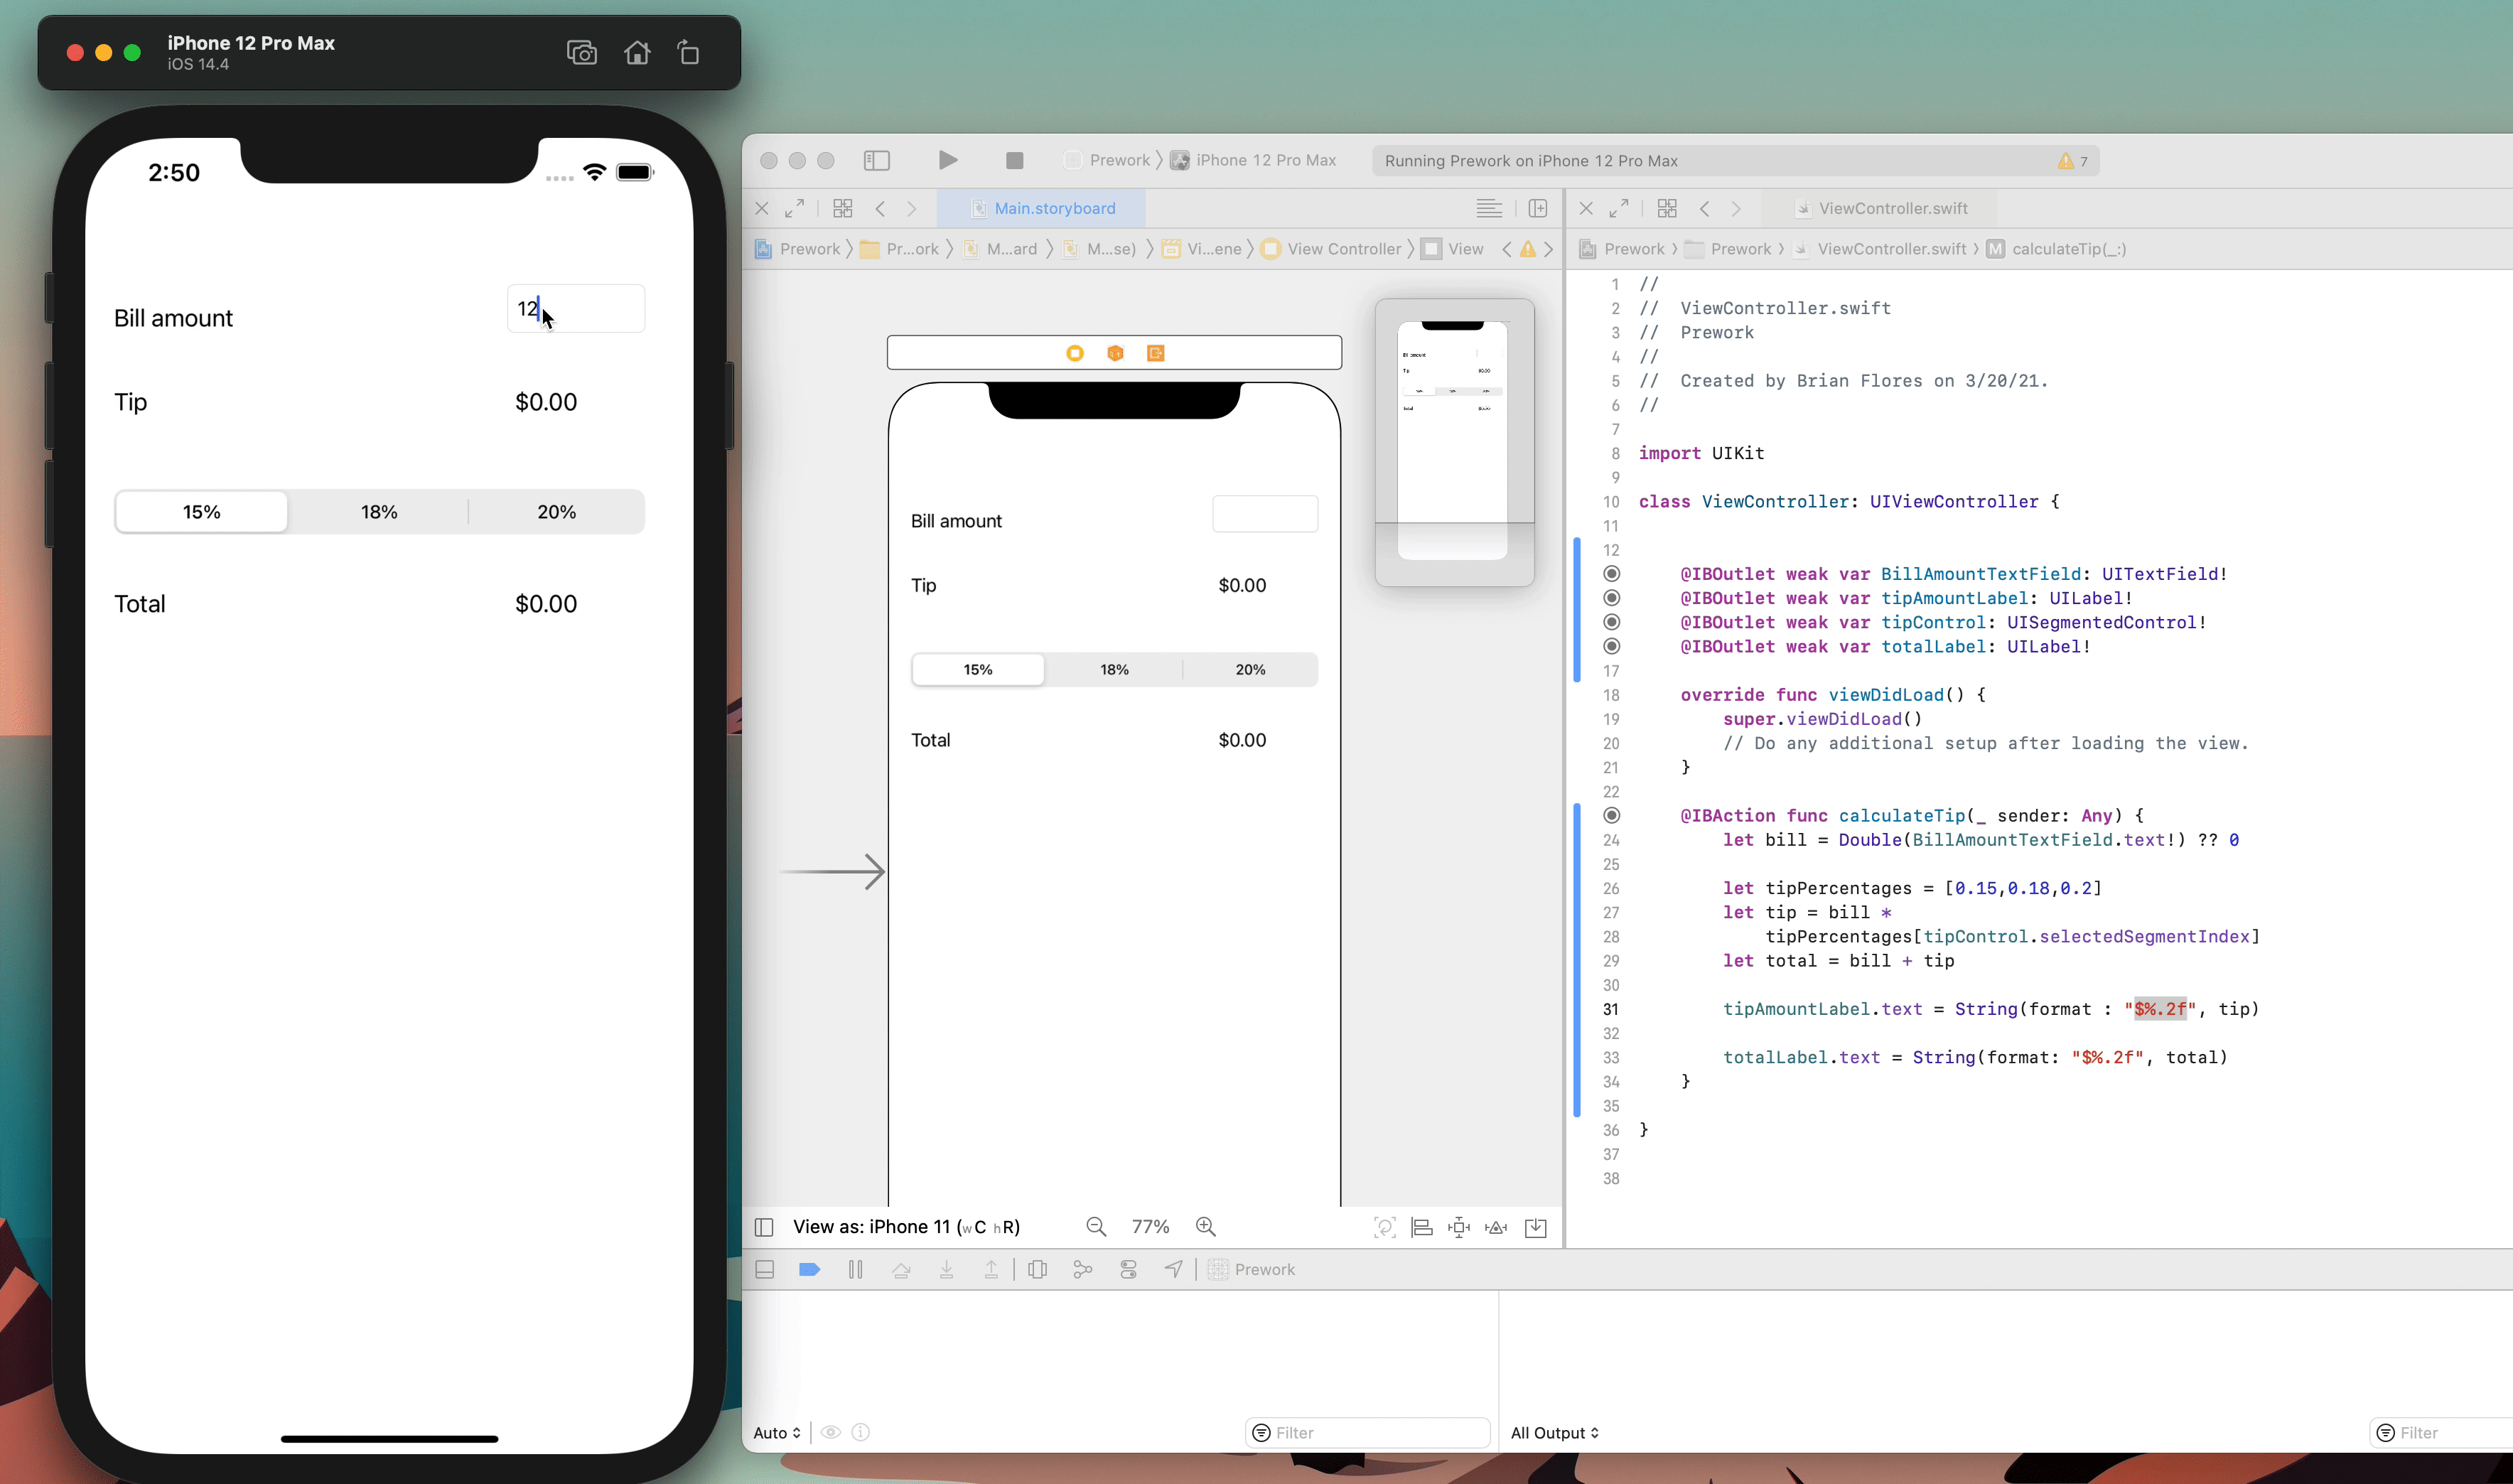 iPhone 12 Pro Max
iOS 14.4
2:50
Bill amount
12
Tip
$0.00
15%
18%
20%
Total
$0.00
Prework
iPhone 12 Pro Max
Running Prework on iPhone 12 Pro Max
7
Main.storyboard
ViewController.swift
Prework
Pr...ork
M...ard
M...se)
Vi...ene
View Controller
View
Prework
Prework
ViewController.swift
M
calculateTip(_:)
Bill amount
Tip
$0.00
15%
18%
20%
Total
$0.00
Bill amount
Tip
$0.00
Total
1 //
2 //  ViewController.swift
3 //  Prework
4 //
5 //  Created by Brian Flores on 3/20/21.
6 //
7
8 import UIKit
9
10 class ViewController: UIViewController {
11
12
@IBOutlet weak var BillAmountTextField: UITextField!
@IBOutlet weak var tipAmountLabel: UILabel!
@IBOutlet weak var tipControl: UISegmentedControl!
@IBOutlet weak var totalLabel: UILabel!
17
18 override func viewDidLoad() {
19 super.viewDidLoad()
20 // Do any additional setup after loading the view.
21 }
22
@IBAction func calculateTip(_ sender: Any) {
24 let bill = Double(BillAmountTextField.text!) ?? 0
25
26 let tipPercentages = [0.15,0.18,0.2]
27 let tip = bill *
28 tipPercentages[tipControl.selectedSegmentIndex]
29 let total = bill + tip
30
31 tipAmountLabel.text = String(format : "$%.2f", tip)
32
33 totalLabel.text = String(format: "$%.2f", total)
34 }
35
36 }
37
38
View as: iPhone 11 (wC hR)
77%
Prework
Auto
Filter
All Output
Filter